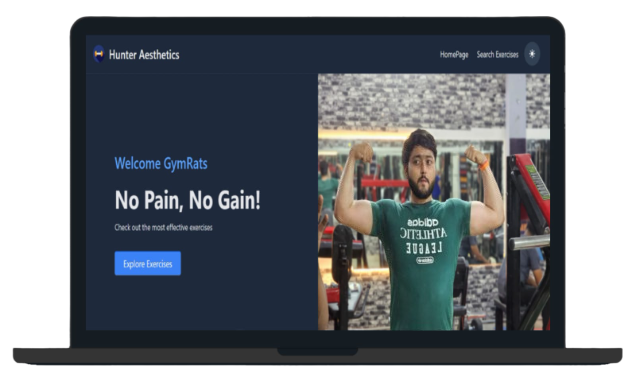 Hunter Aesthetics
HomePage
Search Exercises
Welcome GymRats
No Pain, No Gain!
Check out the most effective exercises
Explore Exercises
adidas
ATHLETIC
LEAGUE